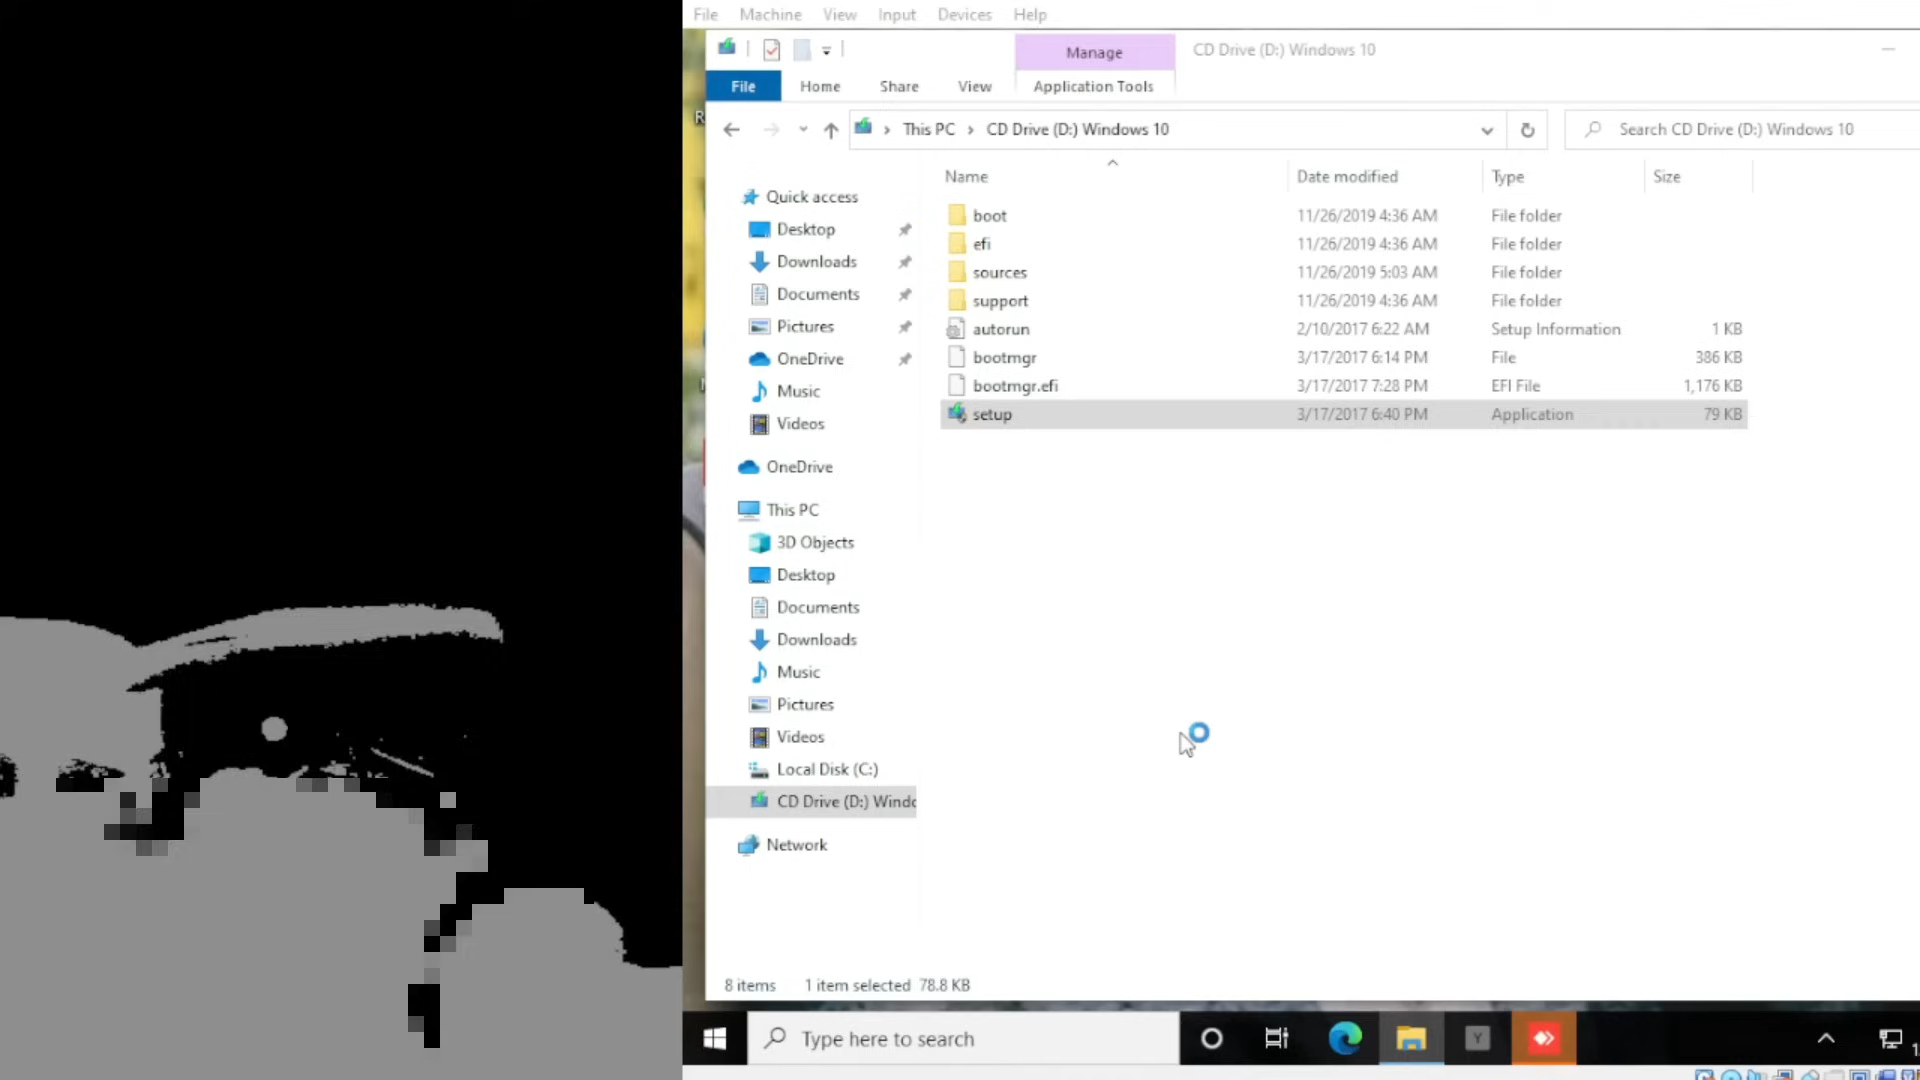 File Machine View Input Devices Help
Manage CD Drive (D:) Windows 10
File Home Share View Application Tools
This PC CD Drive (D:) Windows 10 Search CD Drive (D:) Windows 10
Name Date modified Type Size
Quick access
Desktop
Downloads
Documents
Pictures
OneDrive
Music
Videos
OneDrive
This PC
3D Objects
Desktop
Documents
Downloads
Music
Pictures
Videos
Local Disk (C:)
CD Drive (D:) Windo
Network
boot 11/26/2019 4:36 AM File folder
efi 11/26/2019 4:36 AM File folder
sources 11/26/2019 5:03 AM File folder
support 11/26/2019 4:36 AM File folder
autorun 2/10/2017 6:22 AM Setup Information 1 KB
bootmgr 3/17/2017 6:14 PM File 386 KB
bootmgr.efi 3/17/2017 7:28 PM EFI File 1,176 KB
setup 3/17/2017 6:40 PM Application 79 KB
8 items 1 item selected 78.8 KB
Type here to search
Y